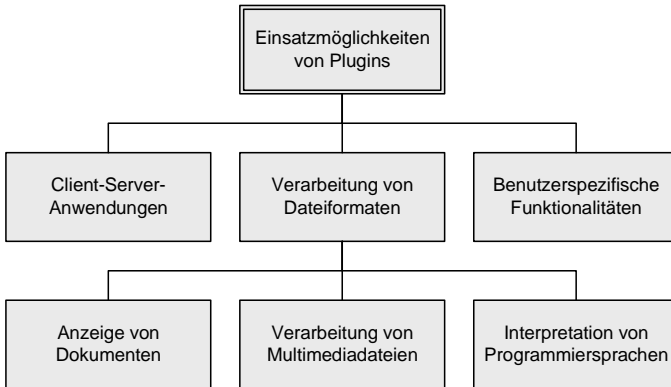 Einsatzmöglichkeiten
von Plugins
Client-Server-
Anwendungen
Verarbeitung von
Dateiformaten
Benutzerspezifische
Funktionalitäten
Anzeige von
Dokumenten
Verarbeitung von
Multimediadateien
Interpretation von
Programmiersprachen